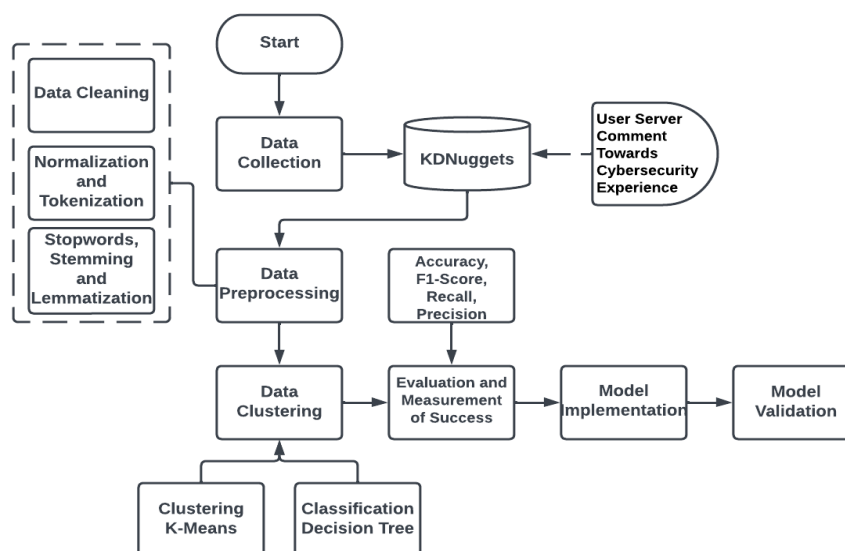 Start
Data Cleaning
Data
Collection
KDNuggets
User Server
Comment
Towards
Cybersecurity
Experience
Normalization
and
Tokenization
Stopwords,
Stemming
and
Lemmatization
Data
Preprocessing
Accuracy,
F1-Score,
Recall,
Precision
Data
Clustering
Evaluation and
Measurement
of Success
Model
Implementation
Model
Validation
Clustering
K-Means
Classification
Decision Tree